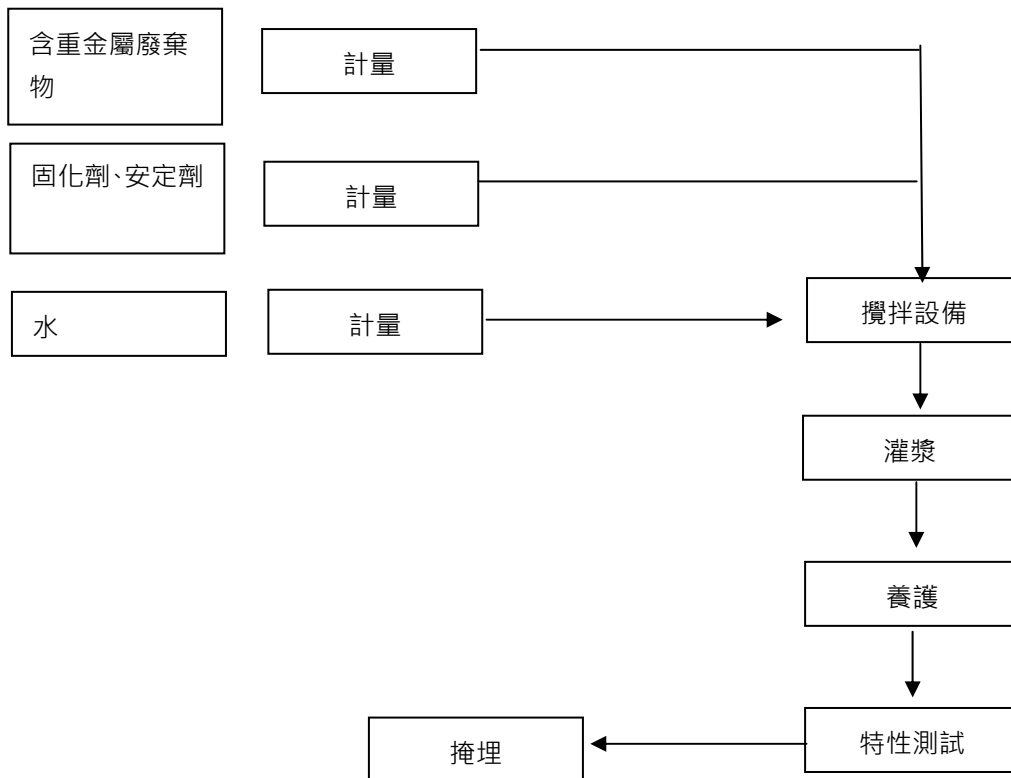 含重金屬廢棄
物
計量
固化劑、安定劑
計量
水
計量
攪拌設備
灌漿
養護
特性測試
掩埋